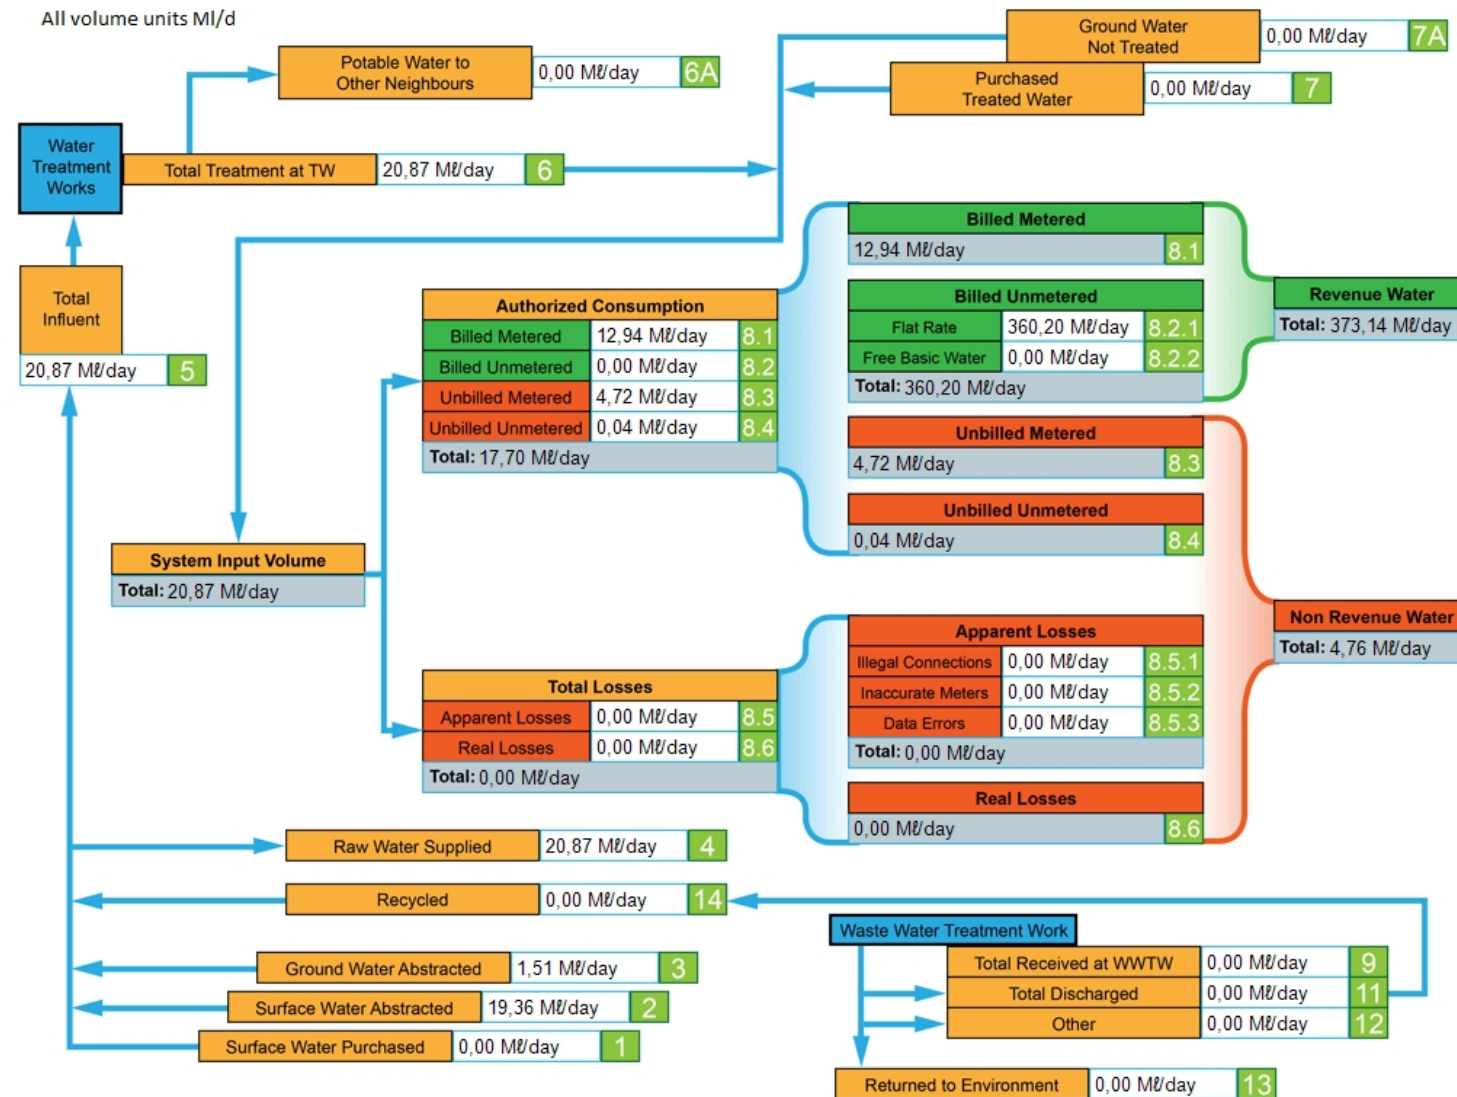 All volume units Ml/d
Ground Water
Not Treated
0,00 Mℓ/day
7A
Potable Water to
Other Neighbours
0,00 Mℓ/day
6A
Purchased
Treated Water
0,00 Mℓ/day
7
Water
Treatment
Works
Total Treatment at TW
20,87 Mℓ/day
6
Total
Influent
20,87 Mℓ/day
5
Authorized Consumption
Billed Metered
12,94 Mℓ/day
8.1
Billed Unmetered
0,00 Mℓ/day
8.2
Unbilled Metered
4,72 Mℓ/day
8.3
Unbilled Unmetered
0,04 Mℓ/day
8.4
Total: 17,70 Mℓ/day
Billed Metered
12,94 Mℓ/day
8.1
Billed Unmetered
Flat Rate
360,20 Mℓ/day
8.2.1
Free Basic Water
0,00 Mℓ/day
8.2.2
Total: 360,20 Mℓ/day
Revenue Water
Total: 373,14 Mℓ/day
Unbilled Metered
4,72 Mℓ/day
8.3
Unbilled Unmetered
0,04 Mℓ/day
8.4
System Input Volume
Total: 20,87 Mℓ/day
Non Revenue Water
Total: 4,76 Mℓ/day
Total Losses
Apparent Losses
0,00 Mℓ/day
8.5
Real Losses
0,00 Mℓ/day
8.6
Total: 0,00 Mℓ/day
Apparent Losses
Illegal Connections
0,00 Mℓ/day
8.5.1
Inaccurate Meters
0,00 Mℓ/day
8.5.2
Data Errors
0,00 Mℓ/day
8.5.3
Total: 0,00 Mℓ/day
Real Losses
0,00 Mℓ/day
8.6
Raw Water Supplied
20,87 Mℓ/day
4
Recycled
0,00 Mℓ/day
14
Ground Water Abstracted
1,51 Mℓ/day
3
Surface Water Abstracted
19,36 Mℓ/day
2
Surface Water Purchased
0,00 Mℓ/day
1
Waste Water Treatment Work
Total Received at WWTW
0,00 Mℓ/day
9
Total Discharged
0,00 Mℓ/day
11
Other
0,00 Mℓ/day
12
Returned to Environment
0,00 Mℓ/day
13